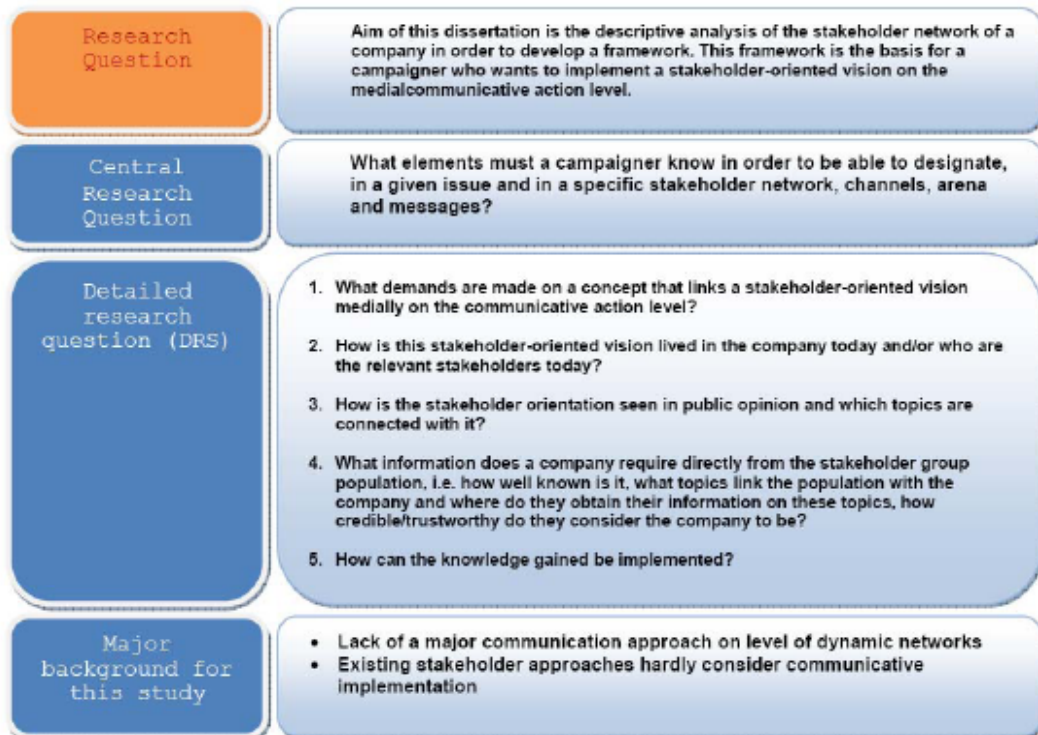 Research
Question
Aim of this dissertation is the descriptive analysis of the stakeholder network of a
company in order to develop a framework. This framework is the basis for a
campaigner who wants to implement a stakeholder-oriented vision on the
medialcommunicative action level.
Central
Research
Question
What elements must a campaigner know in order to be able to designate,
in a given issue and in a specific stakeholder network, channels, arena
and messages?
Detailed
research
question (DRS)
1. What demands are made on a concept that links a stakeholder-oriented vision
medially on the communicative action level?
2. How is this stakeholder-oriented vision lived in the company today and/or who are
the relevant stakeholders today?
3. How is the stakeholder orientation seen in public opinion and which topics are
connected with it?
4. What information does a company require directly from the stakeholder group
population, i.e. how well known is it, what topics link the population with the
company and where do they obtain their information on these topics, how
credible/trustworthy do they consider the company to be?
5. How can the knowledge gained be implemented?
Major
background for
this study
• Lack of a major communication approach on level of dynamic networks
• Existing stakeholder approaches hardly consider communicative
implementation